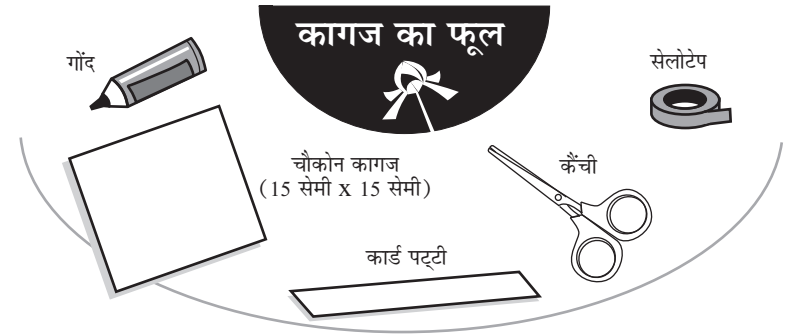 कागज का फूल
गोंद
सेलोटेप
चौकोन कागज
(15 सेमी x 15 सेमी)
कैंची
कार्ड पट्टी